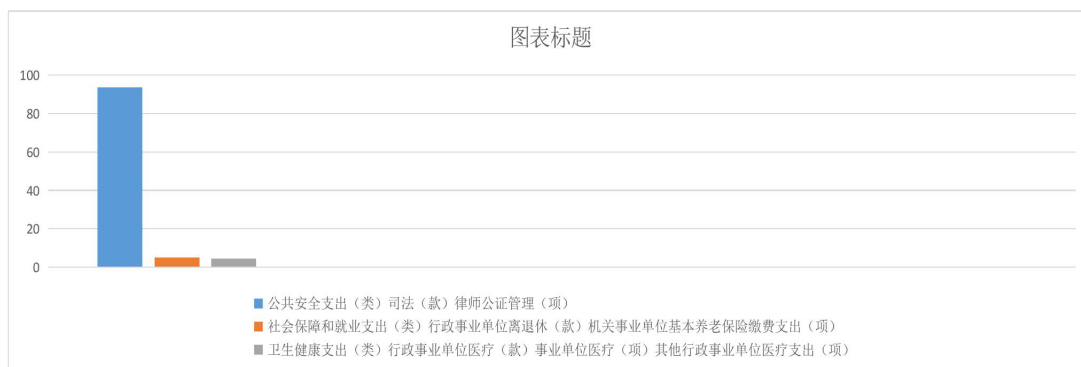 图表标题
100
80
60
40
20
0
公共安全支出（类）司法（款）律师公证管理（项）
社会保障和就业支出（类）行政事业单位离退休（款）机关事业单位基本养老保险缴费支出（项）
卫生健康支出（类）行政事业单位医疗（款）事业单位医疗（项）其他行政事业单位医疗支出（项）